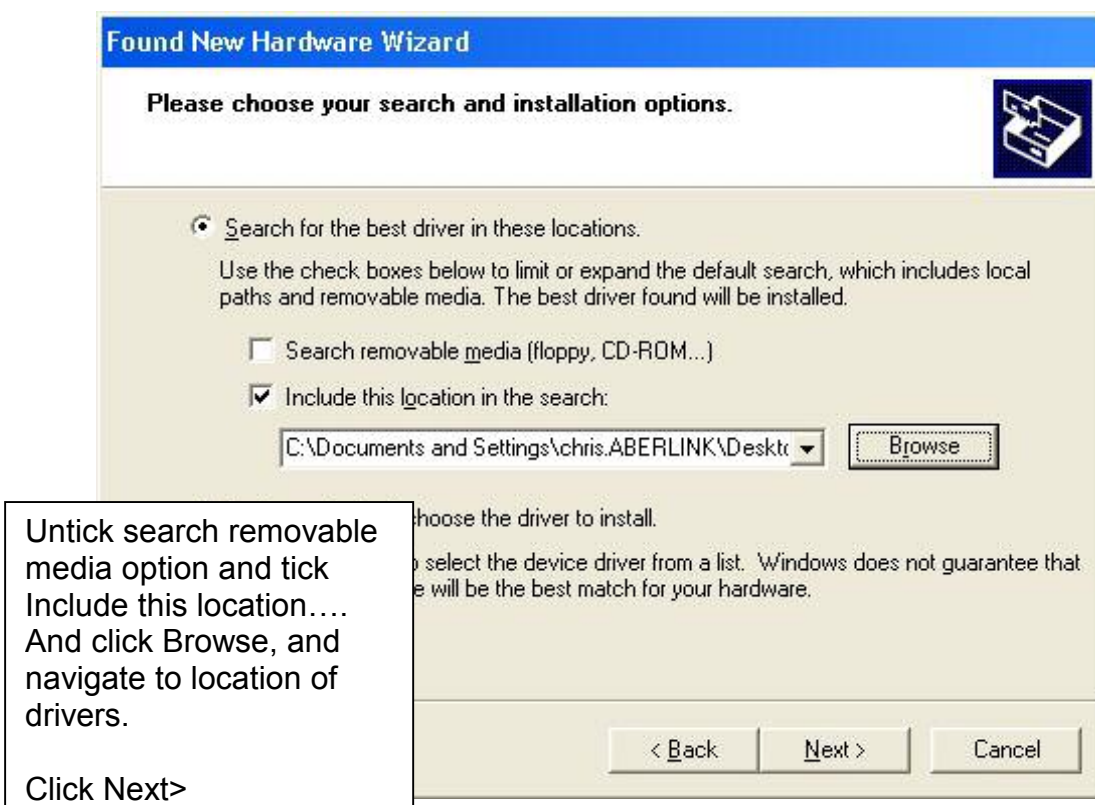 Found New Hardware Wizard
Please choose your search and installation options.
Search for the best driver in these locations.
Use the check boxes below to limit or expand the default search, which includes local
paths and removable media. The best driver found will be installed.
Search removable media (floppy, CD-ROM...)
Include this location in the search:
C:\Documents and Settings\chris.ABERLINK\Deskto
Browse
choose the driver to install.
select the device driver from a list. Windows does not guarantee that
will be the best match for your hardware.
Untick search removable
media option and tick
Include this location….
And click Browse, and
navigate to location of
drivers.
Click Next>
< Back
Next >
Cancel